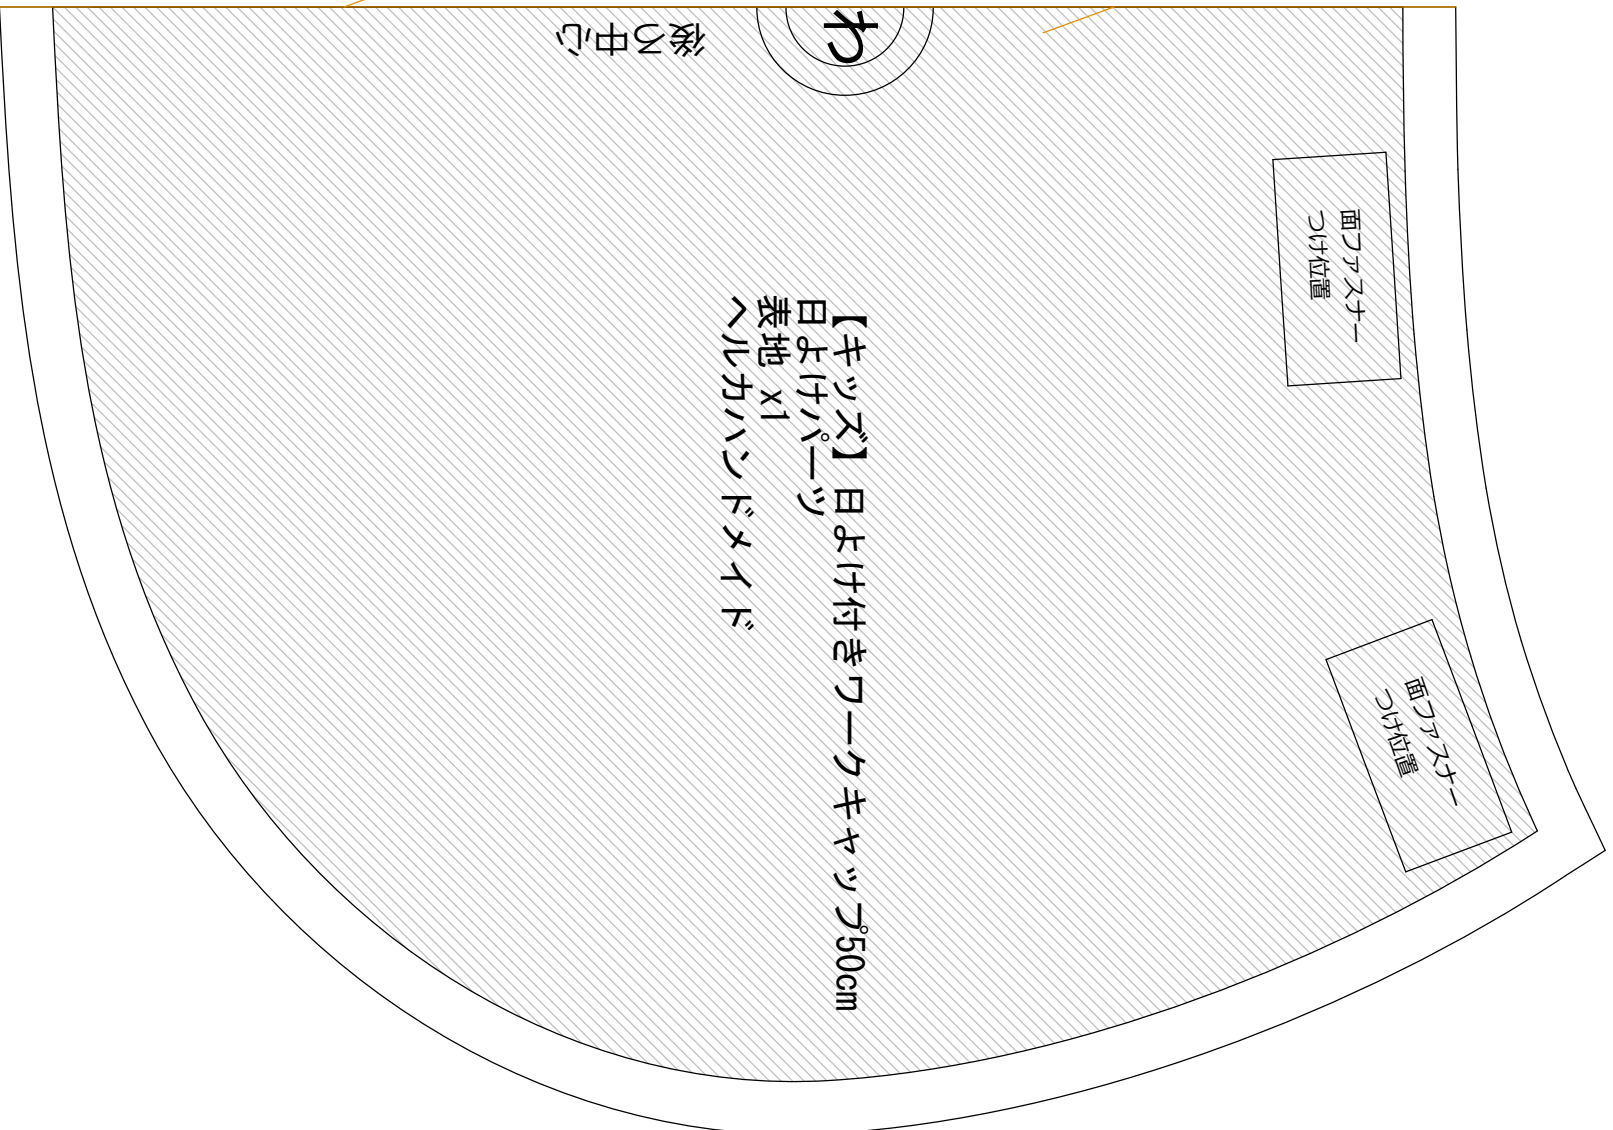 後ろ中心
わ
面ファスナー
つけ位置
【キッズ】日よけ付きワークキャップ50cm
日よけパーツ
表地 x1
ヘルカハンドメイド
面ファスナー
つけ位置